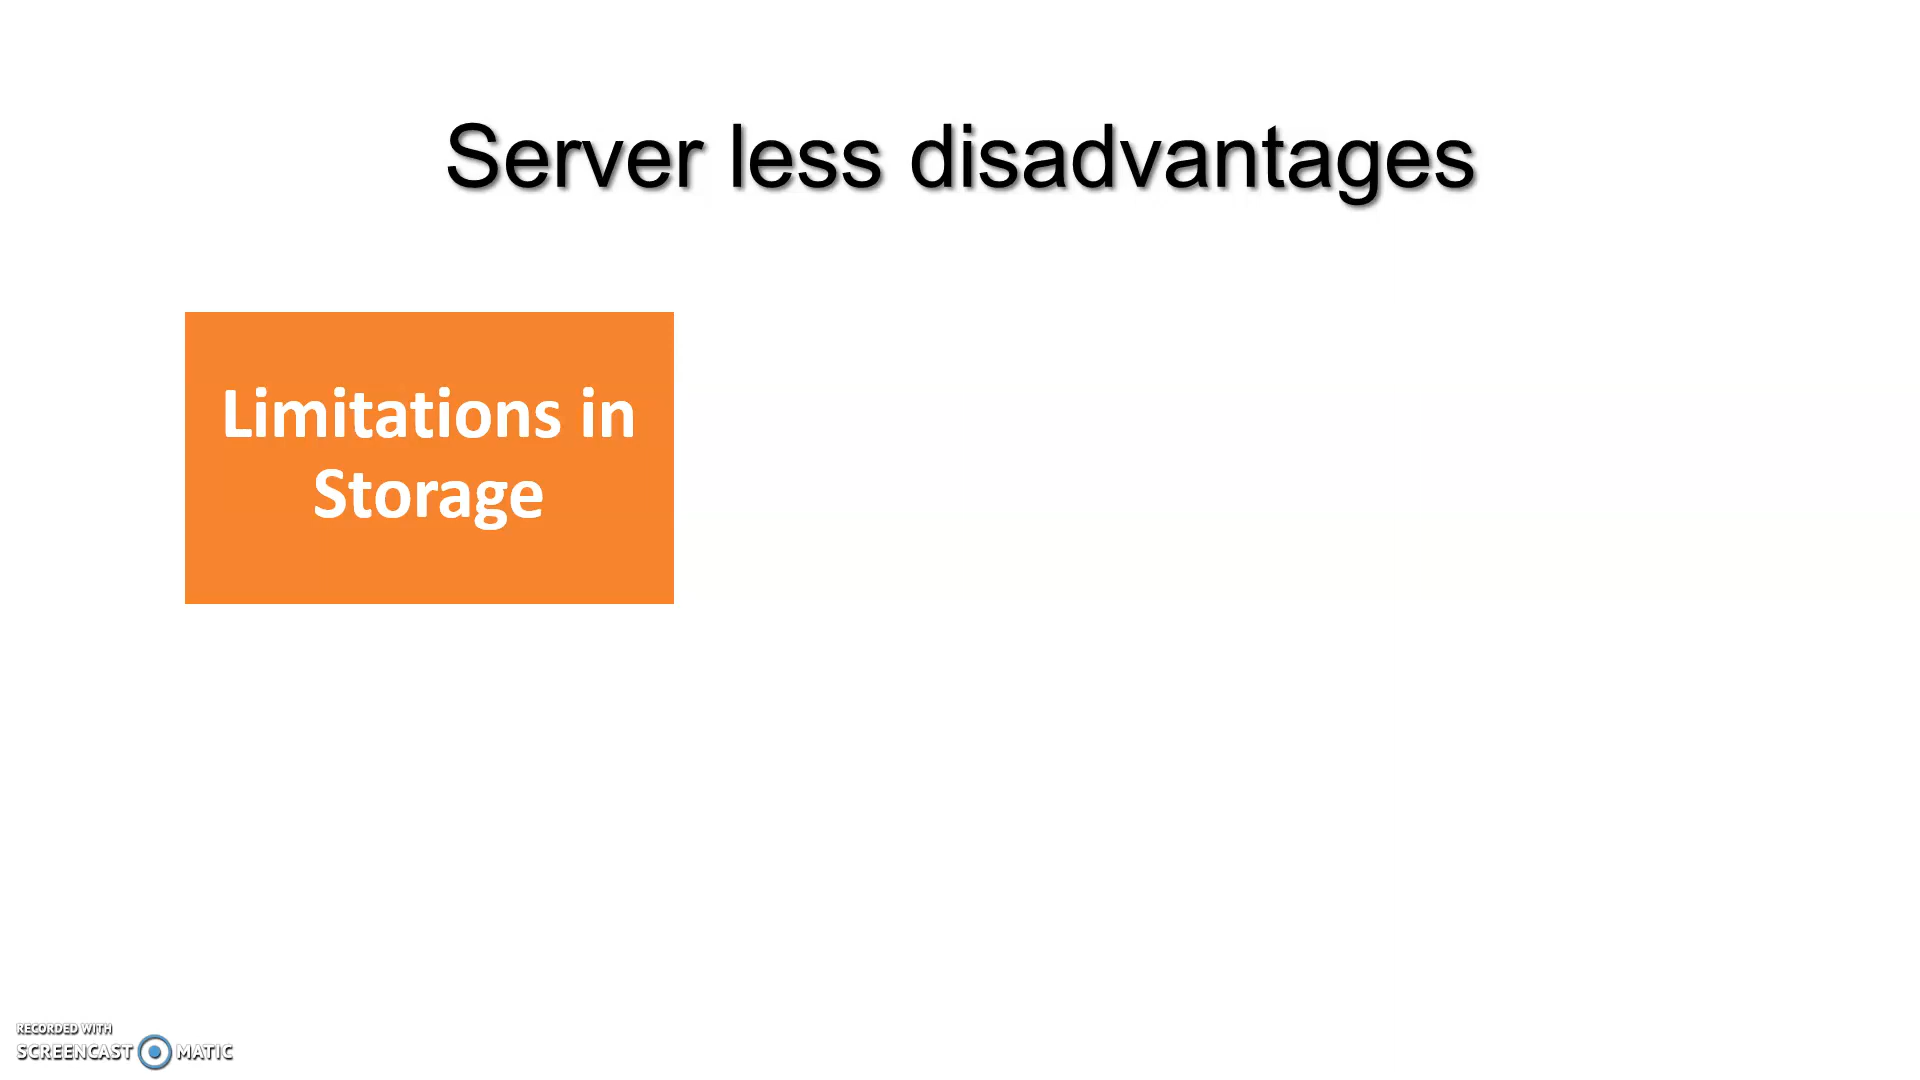 Server less disadvantages
Limitations in
Storage
RECORDED WITH
SCREENCAST MATIC